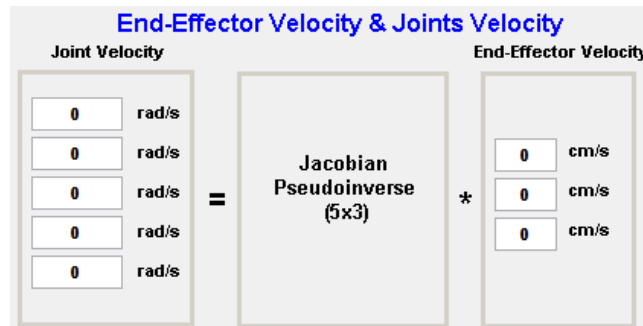 End-Effector Velocity & Joints Velocity
Joint Velocity
End-Effector Velocity
0 rad/s
0 rad/s
0 rad/s
0 rad/s
0 rad/s
=
Jacobian
Pseudoinverse
(5x3)
*
0 cm/s
0 cm/s
0 cm/s